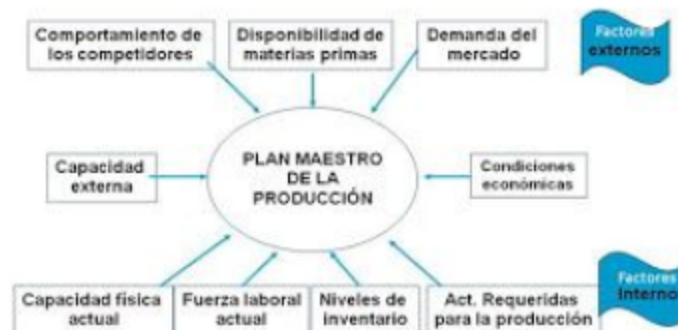 Comportamiento de
los competidores
Disponibilidad de
materias primas
Demanda del
mercado
Factores
externos
Capacidad
externa
PLAN MAESTRO
DE LA
PRODUCCIÓN
Condiciones
económicas
Capacidad física
actual
Fuerza laboral
actual
Niveles de
inventario
Act. Requeridas
para la producción
Factores
Interno